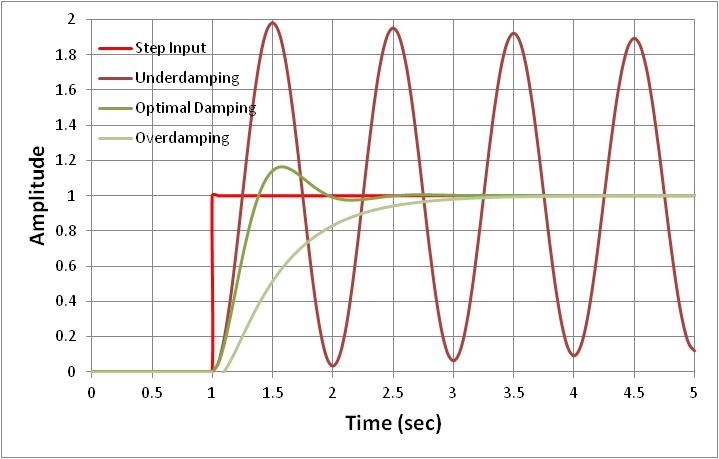 2
1.8
1.6
1.4
1.2
1
0.8
0.6
0.4
0.2
0
Amplitude
Step Input
Underdamping
Optimal Damping
Overdamping
0 0.5 1 1.5 2 2.5 3 3.5 4 4.5 5
Time (sec)